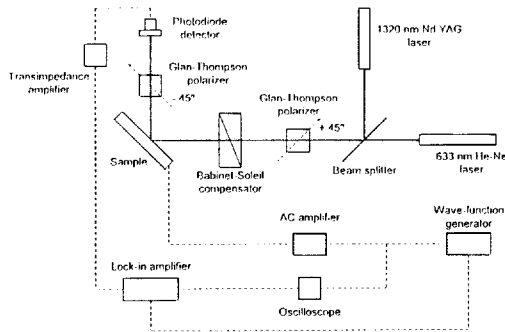 Photodiode
detector
1320 nm Nd YAG
laser
Transimpedance
amplifier
Glan-Thompson
polarizer
- 45°
Glan-Thompson
polarizer
+ 45°
Sample
Babinet-Soleil
compensator
Beam splitter
633 nm He-Ne
laser
AC amplifier
Wave-function
generator
Lock-in amplifier
Oscilloscope